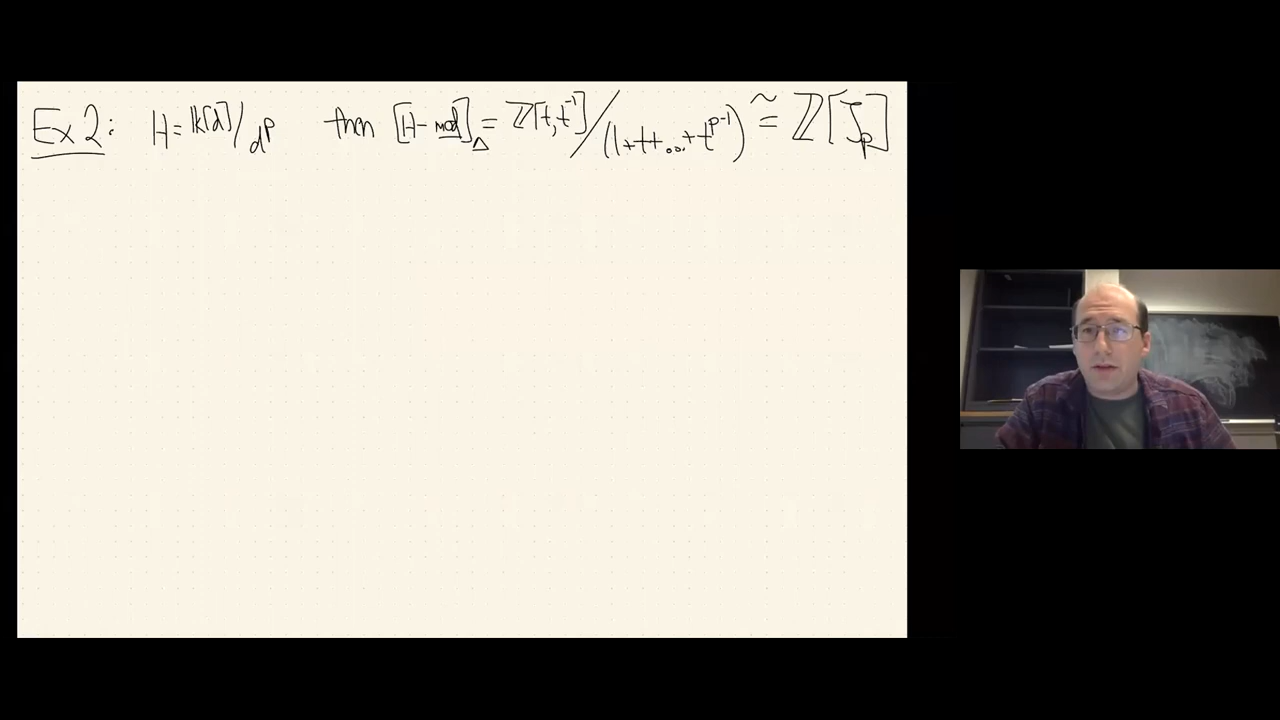 Ex 2: H = 𝕜[d]/d^p then [H-mod]_Δ = ℤ[t,t^{-1}]/(1+t+...+t^{p-1}) ≅ ℤ[ζ_p]